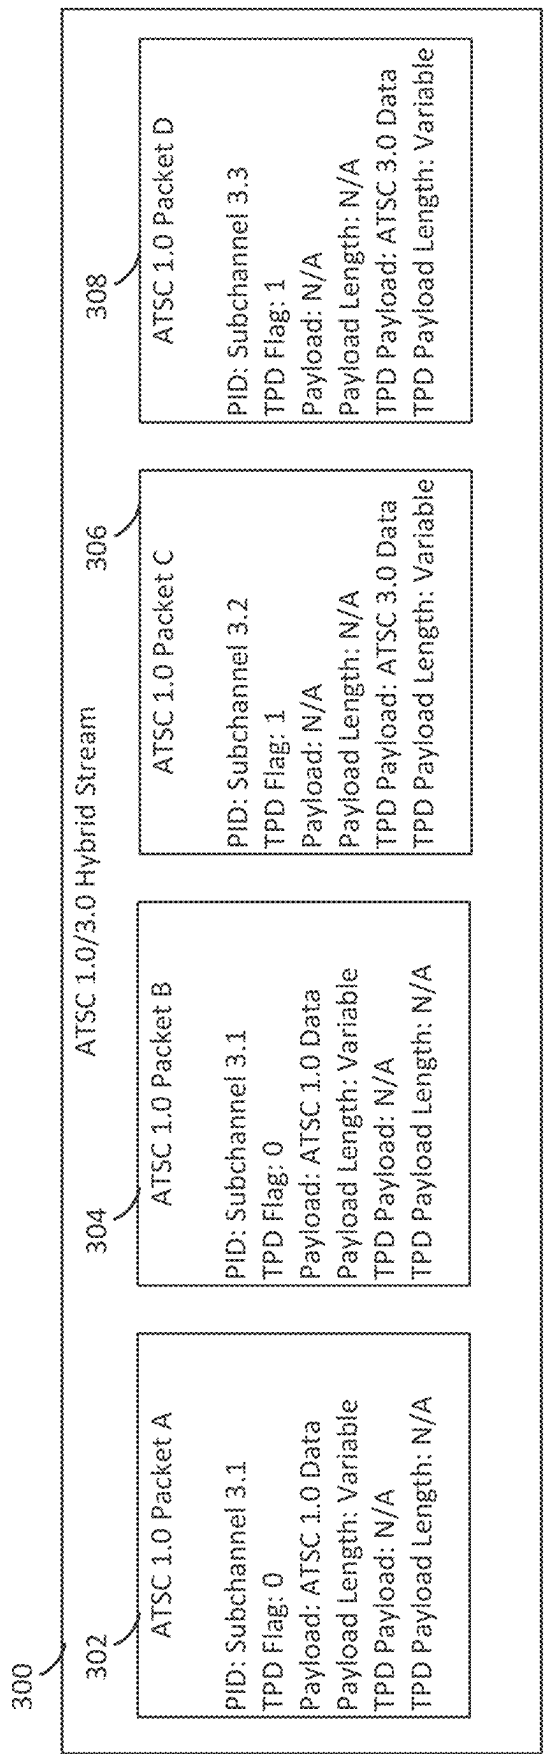 300
ATSC 1.0/3.0 Hybrid Stream
302
ATSC 1.0 Packet A
PID: Subchannel 3.1
TPD Flag: 0
Payload: ATSC 1.0 Data
Payload Length: Variable
TPD Payload: N/A
TPD Payload Length: N/A
304
ATSC 1.0 Packet B
PID: Subchannel 3.1
TPD Flag: 0
Payload: ATSC 1.0 Data
Payload Length: Variable
TPD Payload: N/A
TPD Payload Length: N/A
306
ATSC 1.0 Packet C
PID: Subchannel 3.2
TPD Flag: 1
Payload: N/A
Payload Length: N/A
TPD Payload: ATSC 3.0 Data
TPD Payload Length: Variable
308
ATSC 1.0 Packet D
PID: Subchannel 3.3
TPD Flag: 1
Payload: N/A
Payload Length: N/A
TPD Payload: ATSC 3.0 Data
TPD Payload Length: Variable